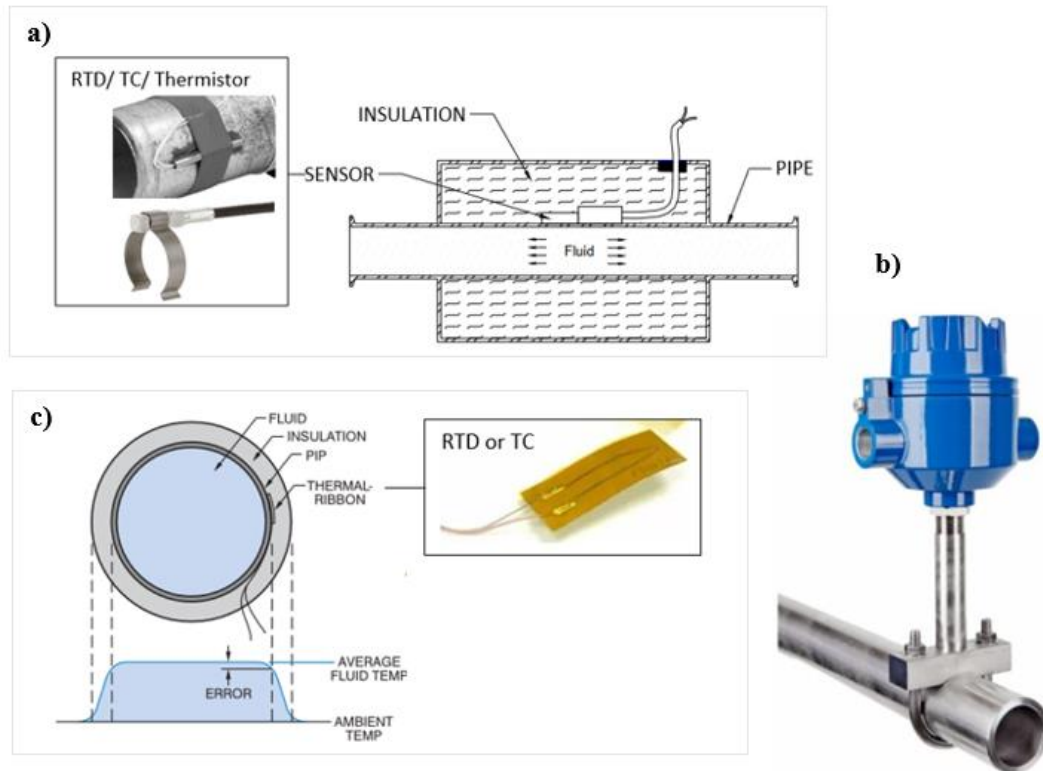 a)
RTD/ TC/ Thermistor
INSULATION
SENSOR
PIPE
Fluid
b)
c)
FLUID
INSULATION
PIP
THERMAL-
RIBBON
RTD or TC
AVERAGE
FLUID TEMP
ERROR
AMBIENT
TEMP